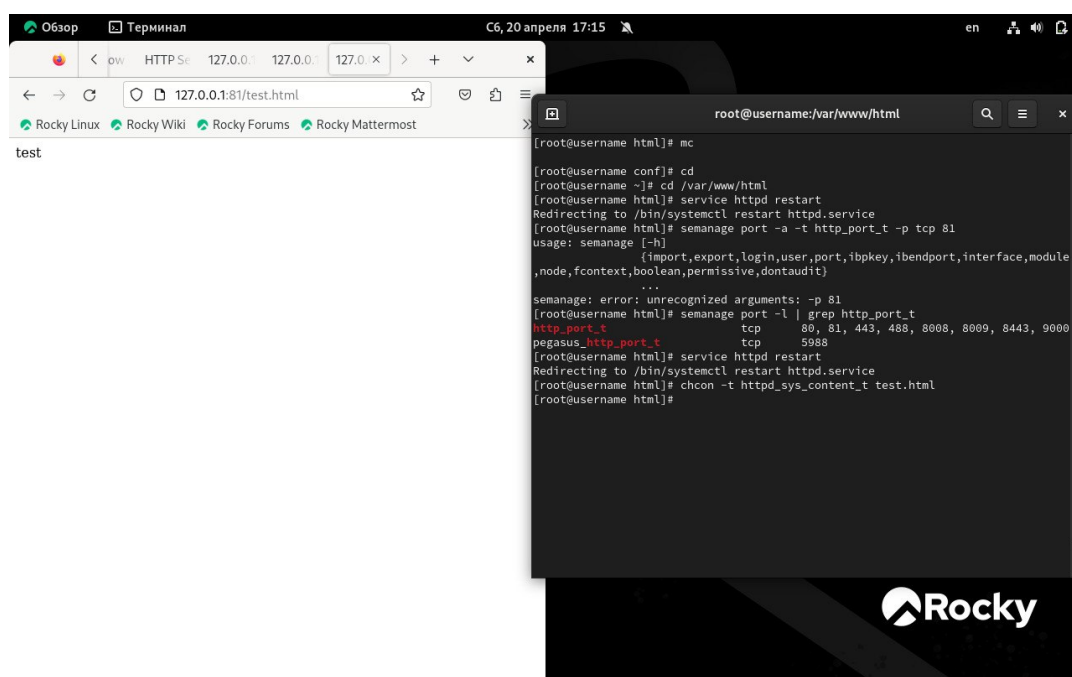 Обзор Терминал Сб, 20 апреля 17:15 en
HTTP Se 127.0.0. 127.0.0. 127.0.
127.0.0.1:81/test.html
Rocky Linux Rocky Wiki Rocky Forums Rocky Mattermost
test
root@username:/var/www/html
[root@username html]# mc
[root@username conf]# cd
[root@username ~]# cd /var/www/html
[root@username html]# service httpd restart
Redirecting to /bin/systemctl restart httpd.service
[root@username html]# semanage port -a -t http_port_t -p tcp 81
usage: semanage [-h]
{import,export,login,user,port,ibpkey,ibendport,interface,module
,node,fcontext,boolean,permissive,dontaudit}
...
semanage: error: unrecognized arguments: -p 81
[root@username html]# semanage port -l | grep http_port_t
http_port_t tcp 80, 81, 443, 488, 8008, 8009, 8443, 9000
pegasus_http_port_t tcp 5988
[root@username html]# service httpd restart
Redirecting to /bin/systemctl restart httpd.service
[root@username html]# chcon -t httpd_sys_content_t test.html
[root@username html]#
Rocky